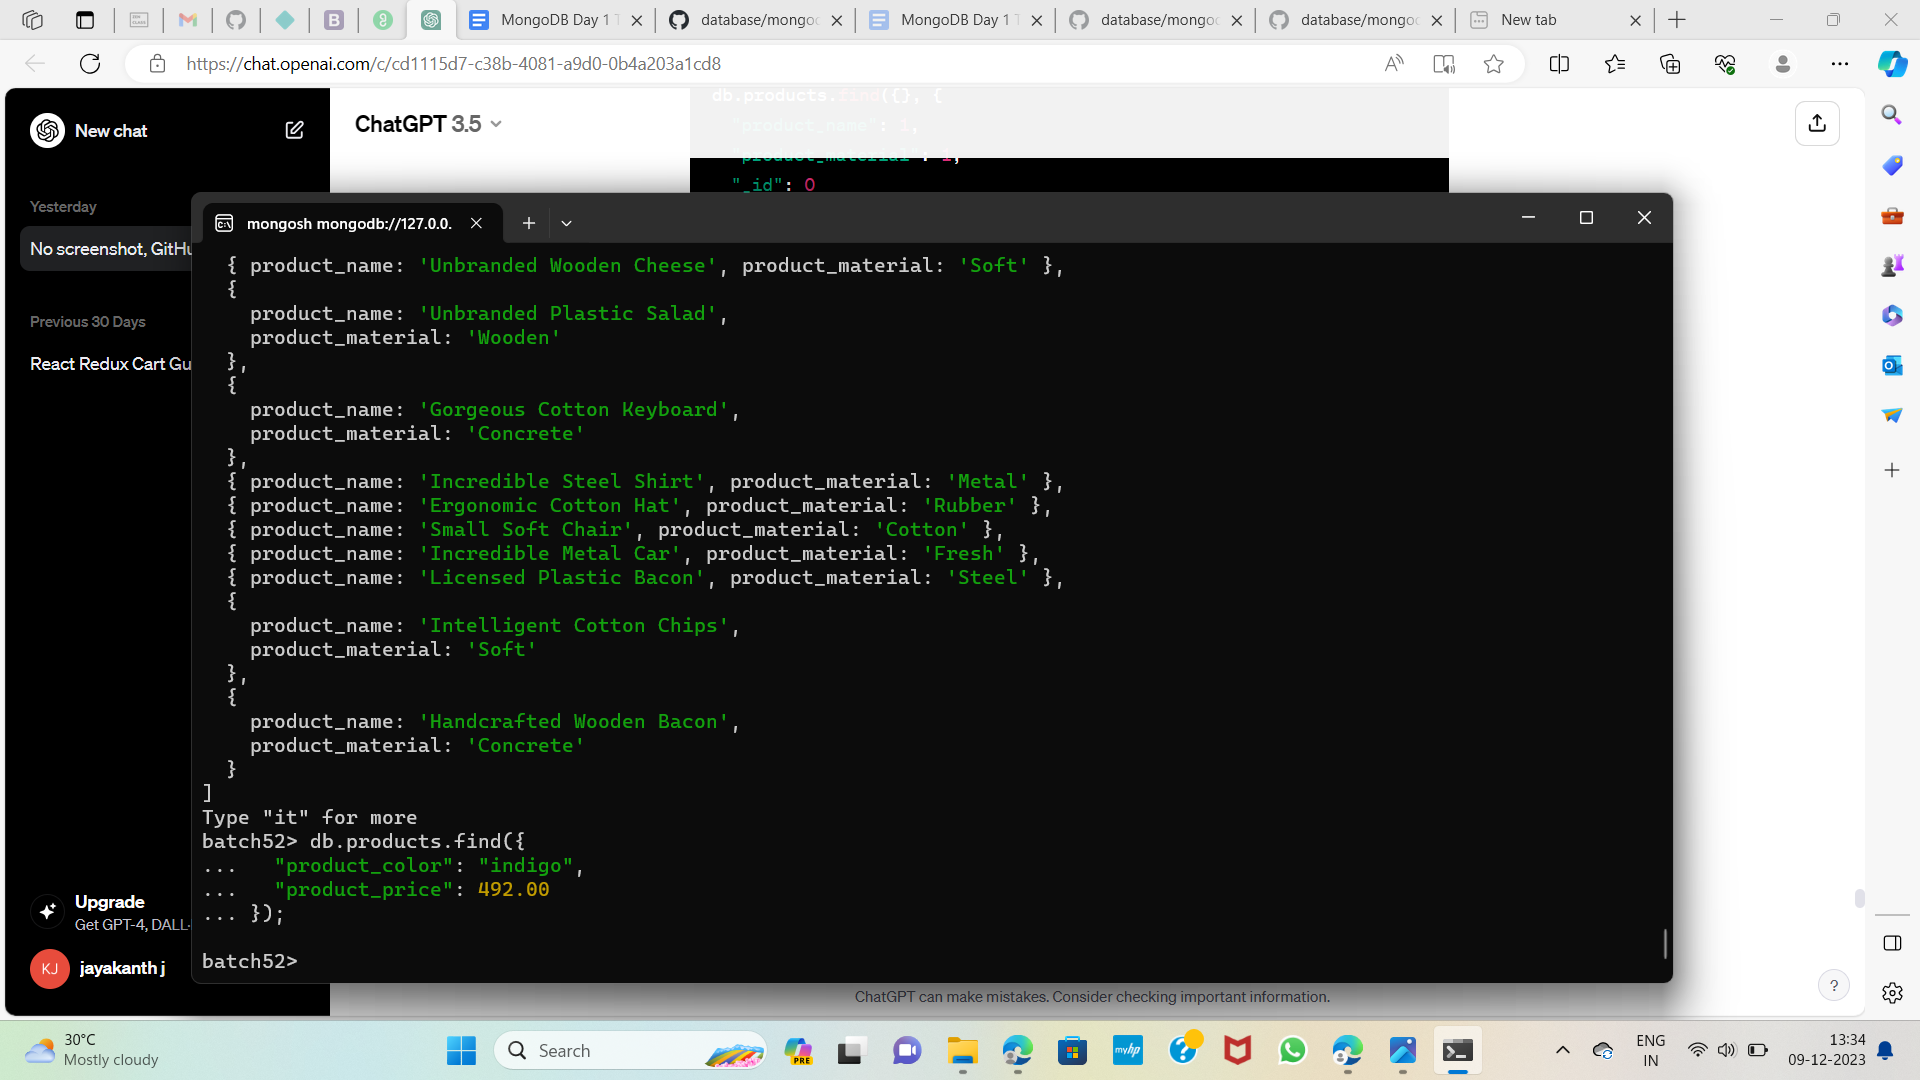 MongoDB Day 1 T
database/mongo
MongoDB Day 1 T
database/mongo
database/mongo
New tab
https://chat.openai.com/c/cd1115d7-c38b-4081-a9d0-0b4a203a1cd8
New chat
ChatGPT 3.5
db.products.find({}, {
"product_name": 1,
"product_material": 1,
"_id": 0
Yesterday
No screenshot, GitHu
Previous 30 Days
React Redux Cart Gu
Upgrade
Get GPT-4, DALL·
KJ
jayakanth j
mongosh mongodb://127.0.0.
{ product_name: 'Unbranded Wooden Cheese', product_material: 'Soft' },
{
product_name: 'Unbranded Plastic Salad',
product_material: 'Wooden'
},
{
product_name: 'Gorgeous Cotton Keyboard',
product_material: 'Concrete'
},
{ product_name: 'Incredible Steel Shirt', product_material: 'Metal' },
{ product_name: 'Ergonomic Cotton Hat', product_material: 'Rubber' },
{ product_name: 'Small Soft Chair', product_material: 'Cotton' },
{ product_name: 'Incredible Metal Car', product_material: 'Fresh' },
{ product_name: 'Licensed Plastic Bacon', product_material: 'Steel' },
{
product_name: 'Intelligent Cotton Chips',
product_material: 'Soft'
},
{
product_name: 'Handcrafted Wooden Bacon',
product_material: 'Concrete'
}
]
Type "it" for more
batch52> db.products.find({
...   "product_color": "indigo",
...   "product_price": 492.00
... });
batch52>
ChatGPT can make mistakes. Consider checking important information.
?
30°C
Mostly cloudy
Search
PRE
myhp
ENG
IN
13:34
09-12-2023